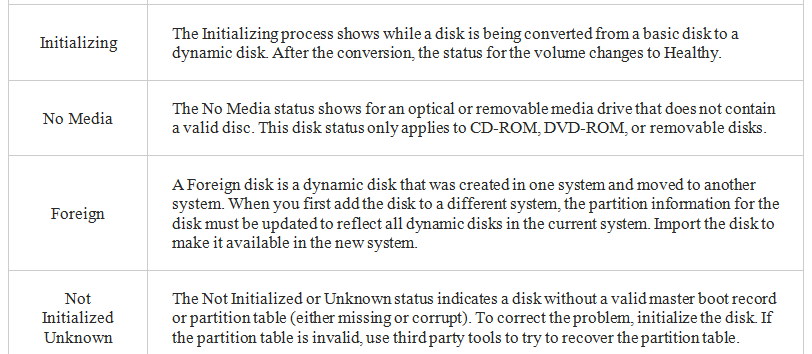 Initializing
The Initializing process shows while a disk is being converted from a basic disk to a
dynamic disk. After the conversion, the status for the volume changes to Healthy.
No Media
The No Media status shows for an optical or removable media drive that does not contain
a valid disc. This disk status only applies to CD-ROM, DVD-ROM, or removable disks.
Foreign
A Foreign disk is a dynamic disk that was created in one system and moved to another
system. When you first add the disk to a different system, the partition information for the
disk must be updated to reflect all dynamic disks in the current system. Import the disk to
make it available in the new system.
Not
Initialized
Unknown
The Not Initialized or Unknown status indicates a disk without a valid master boot record
or partition table (either missing or corrupt). To correct the problem, initialize the disk. If
the partition table is invalid, use third party tools to try to recover the partition table.